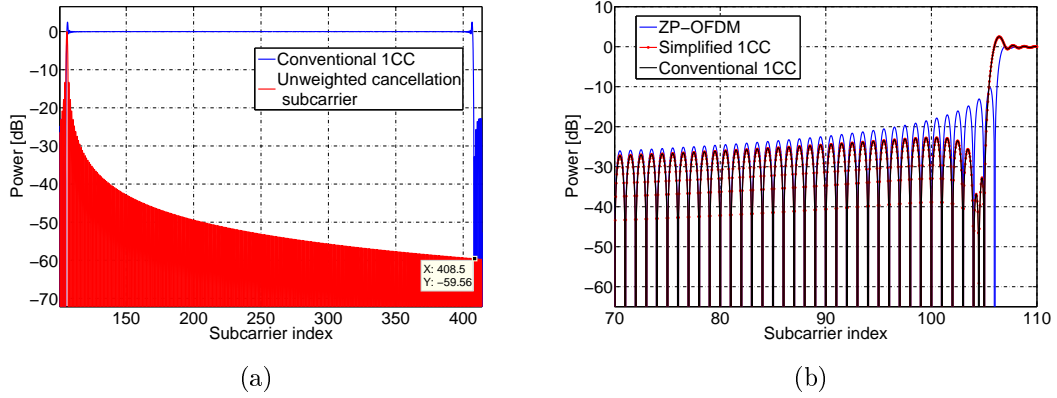 0
−10
−20
−30
−40
−50
−60
−70
Power [dB]
150
200
250
300
350
400
Subcarrier index
Conventional 1CC
Unweighted cancellation
subcarrier
X: 408.5
Y: −59.56
(a)
10
0
−10
−20
−30
−40
−50
−60
Power [dB]
70
80
90
100
110
Subcarrier index
ZP−OFDM
Simplified 1CC
Conventional 1CC
(b)